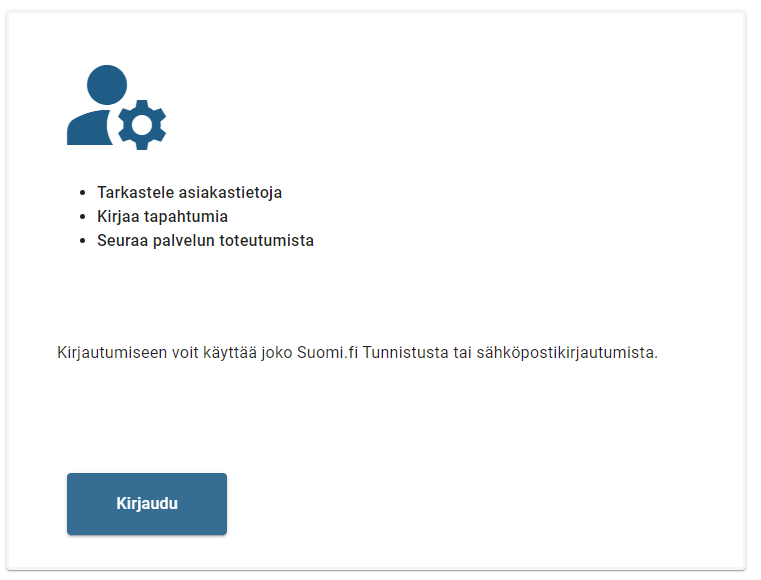 Tarkastele asiakastietoja
Kirjaa tapahtumia
Seuraa palvelun toteutumista
Kirjautumiseen voit käyttää joko Suomi.fi Tunnistusta tai sähköpostikirjautumista.
Kirjaudu